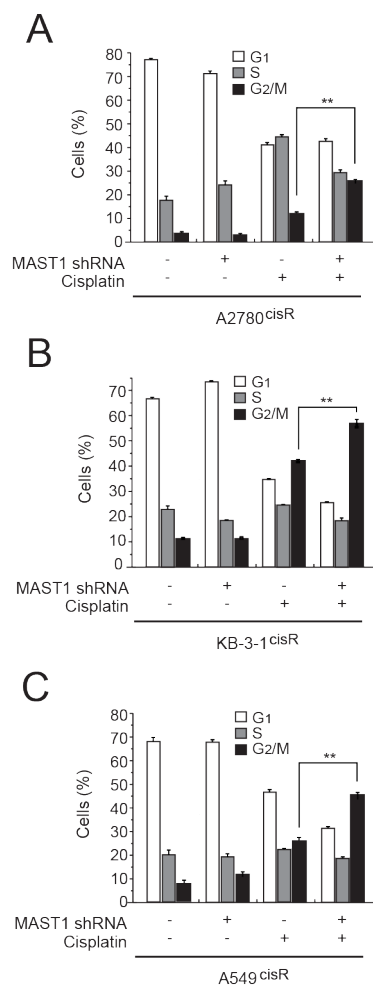 A
80
70
60
50
40
30
20
10
0
Cells (%)
G1
S
G2/M
**
MAST1 shRNA - + - +
Cisplatin - - + +
A2780cisR
B
70
60
50
40
30
20
10
0
Cells (%)
G1
S
G2/M
**
MAST1 shRNA - + - +
Cisplatin - - + +
KB-3-1cisR
C
80
70
60
50
40
30
20
10
0
Cells (%)
G1
S
G2/M
**
MAST1 shRNA - + - +
Cisplatin - - + +
A549cisR